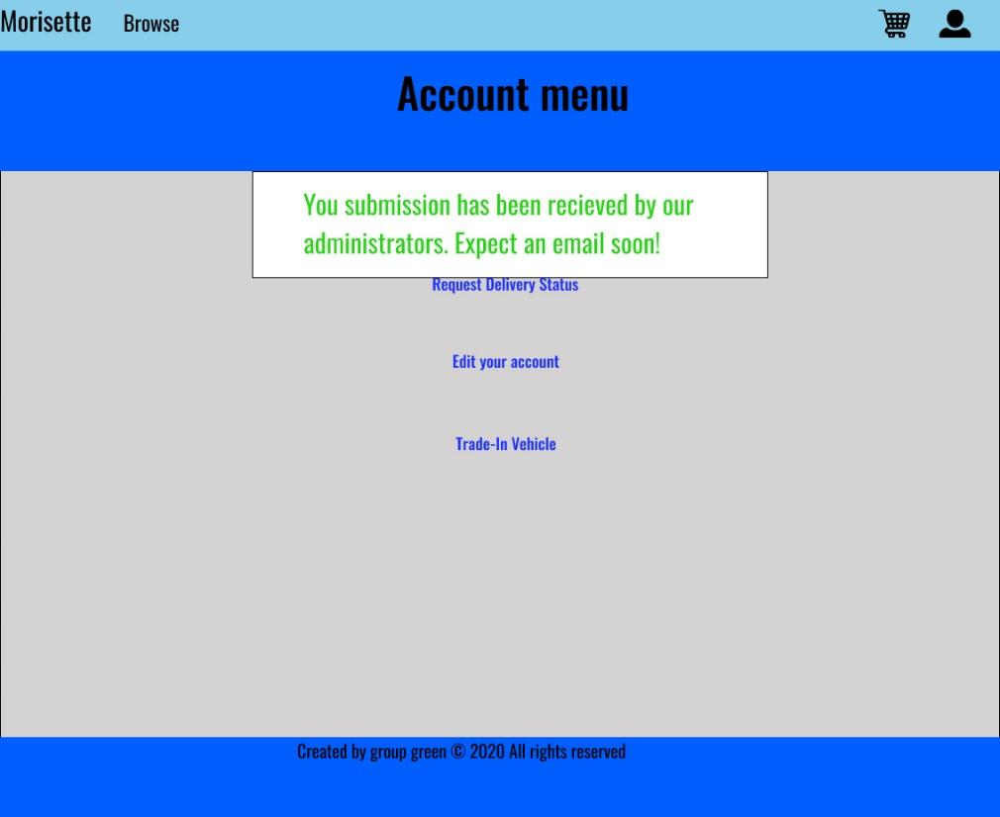 Morisette Browse
Account menu
You submission has been recieved by our
administrators. Expect an email soon!
Request Delivery Status
Edit your account
Trade-In Vehicle
Created by group green © 2020 All rights reserved